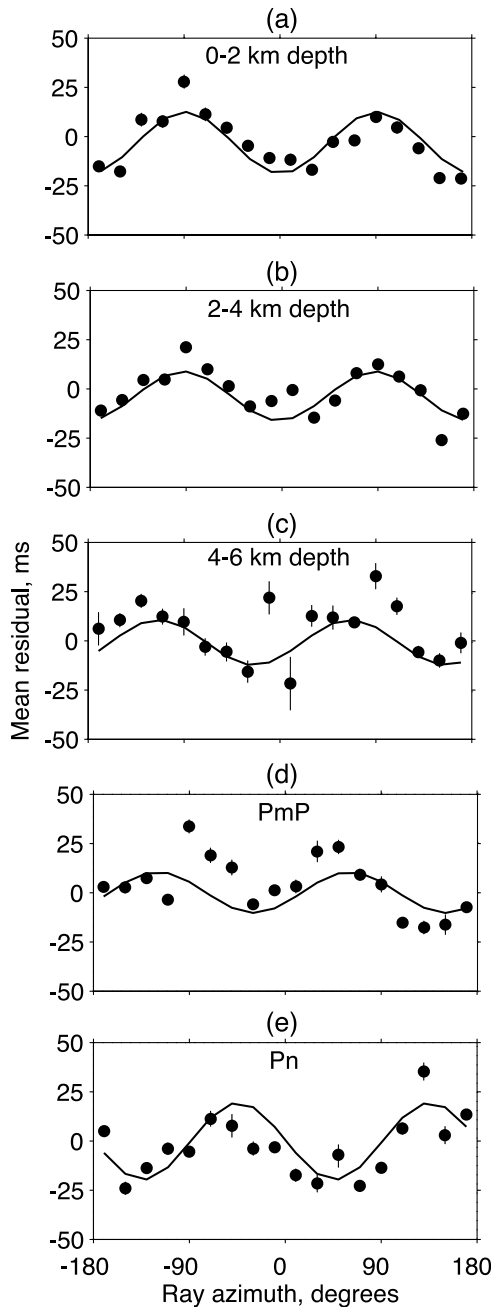 (a)
0-2 km depth
50
25
0
-25
-50
(b)
2-4 km depth
50
25
0
-25
-50
(c)
4-6 km depth
50
25
0
-25
-50
Mean residual, ms
(d)
PmP
50
25
0
-25
-50
(e)
Pn
50
25
0
-25
-50
-180 -90 0 90 180
Ray azimuth, degrees